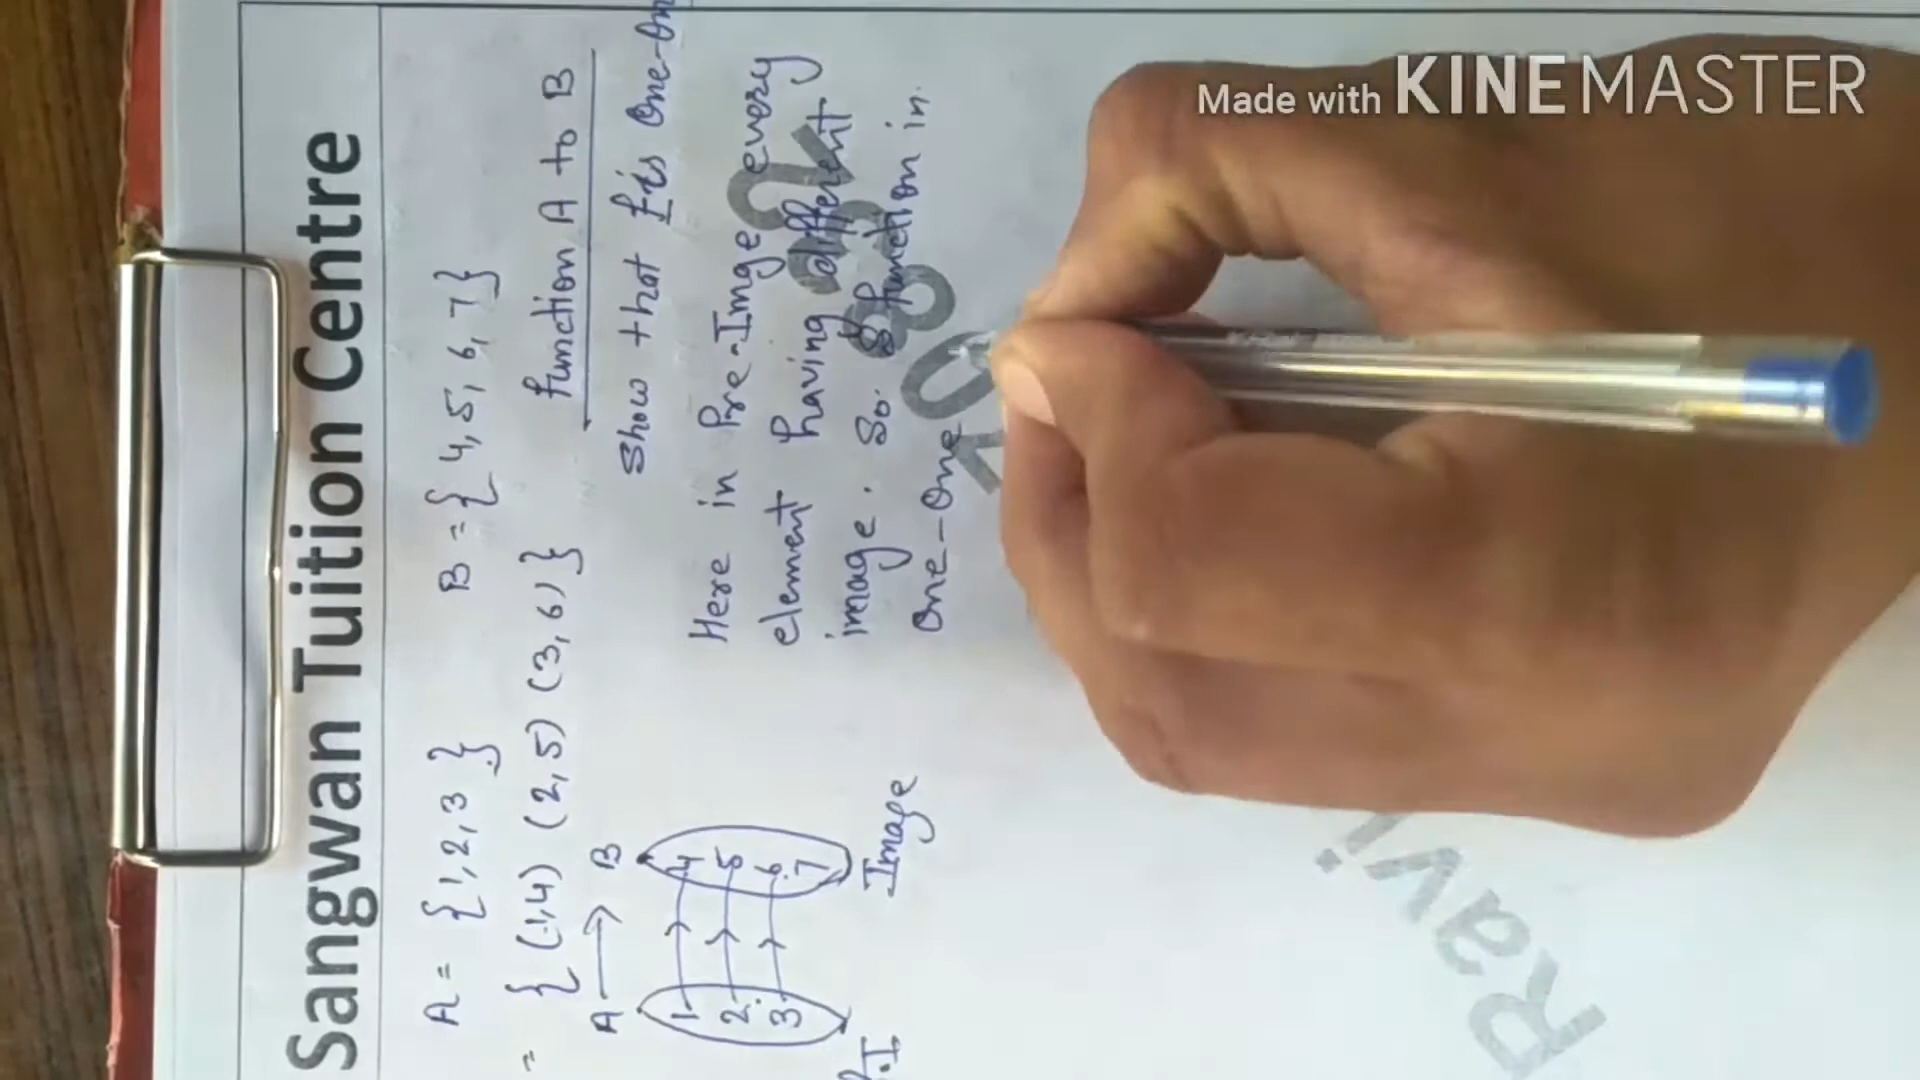 Made with KINEMASTER
Sangwan Tuition Centre
A = {1, 2, 3} B = {4, 5, 6, 7}
= { (1,4) (2,5) (3,6) } function A to B
A → B
Show that f is One-On
1 4
2 5
3 6
7
P.I Image
Here in Pre-Image every
element having different
image. So. function in.
One-One
Ravi